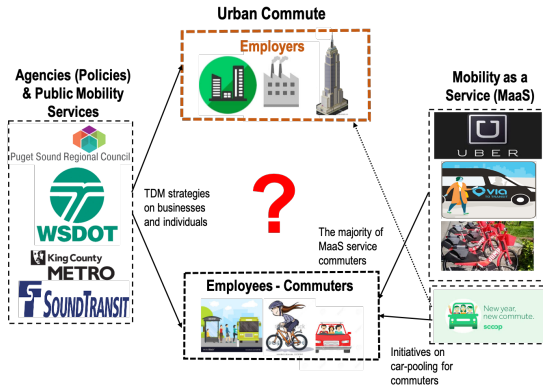 Urban Commute
Employers
Agencies (Policies)
& Public Mobility
Services
Puget Sound Regional Council
WSDOT
King County
METRO
SOUNDTRANSIT
TDM strategies
on businesses
and individuals
?
The majority of
MaaS service
commuters
Employees - Commuters
Mobility as a
Service (MaaS)
UBER
via
New year,
new commute.
scoop
Initiatives on
car-pooling for
commuters